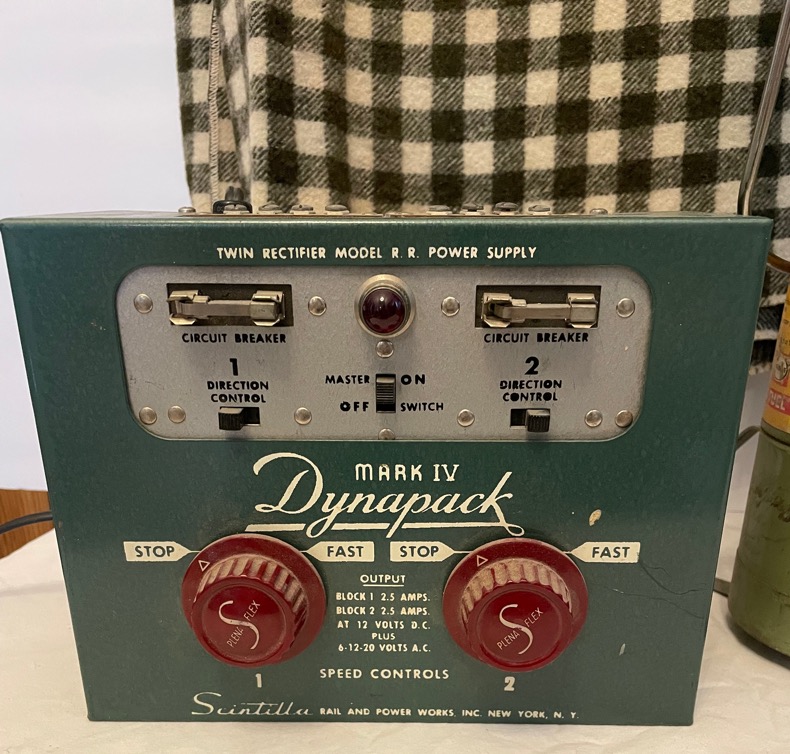 TWIN RECTIFIER MODEL R. R. POWER SUPPLY
CIRCUIT BREAKER
CIRCUIT BREAKER
1
DIRECTION
CONTROL
MASTER ON
OFF SWITCH
2
DIRECTION
CONTROL
MARK IV
Dynapack
STOP FAST STOP FAST
OUTPUT
BLOCK 1 2.5 AMPS.
BLOCK 2 2.5 AMPS.
AT 12 VOLTS D.C.
PLUS
6-12-20 VOLTS A.C.
S
PLENA FLEX
S
PLENA FLEX
1 SPEED CONTROLS 2
Scintilla RAIL AND POWER WORKS, INC. NEW YORK, N. Y.